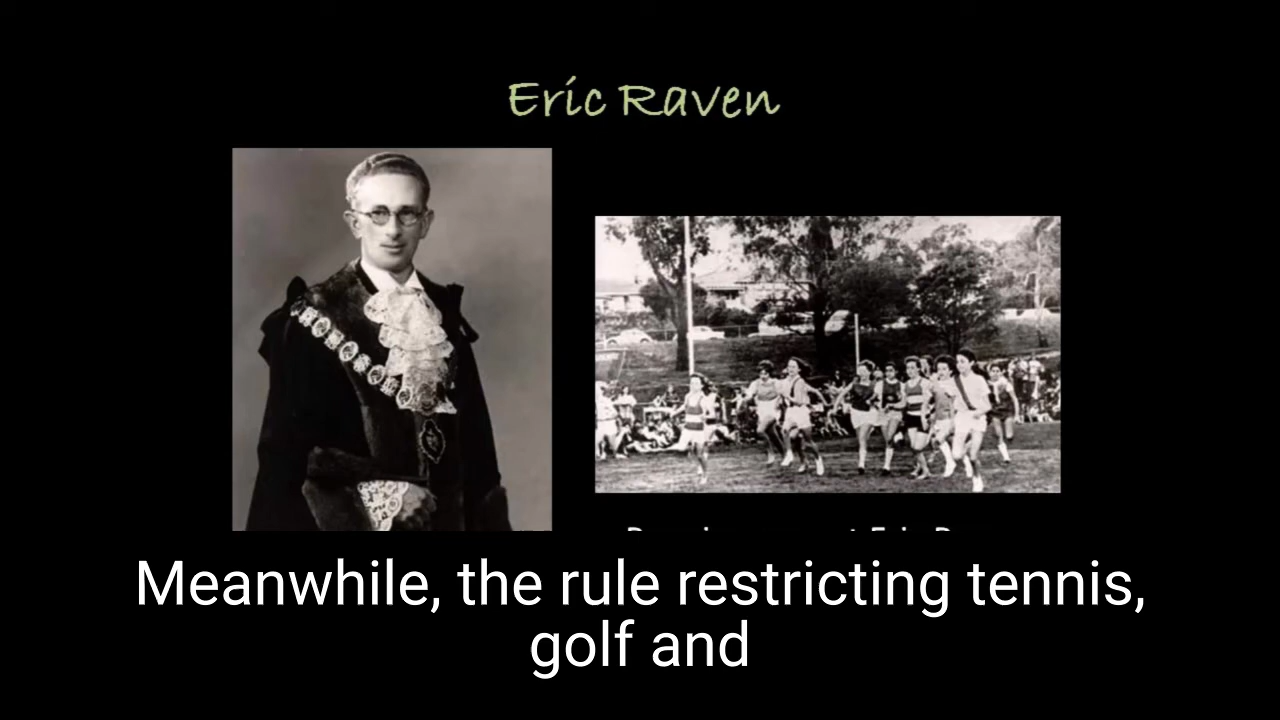 Eric Raven
Meanwhile, the rule restricting tennis,
golf and